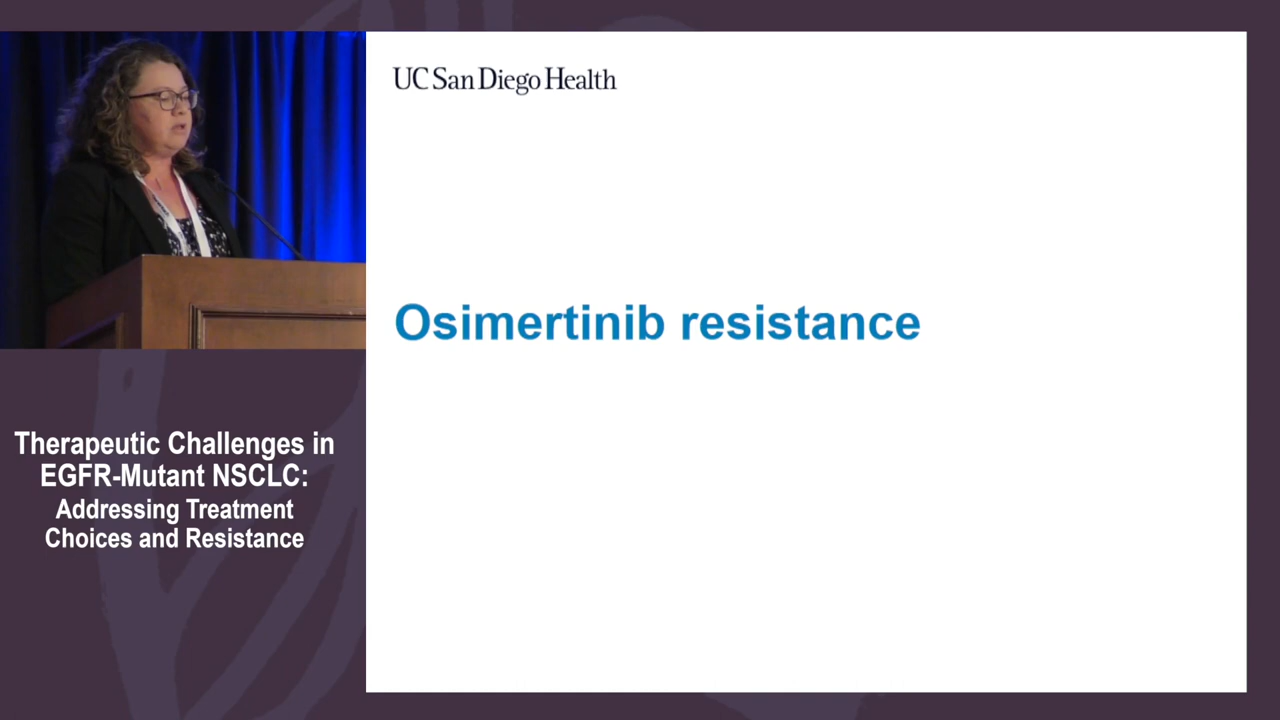 UC San Diego Health
Osimertinib resistance
Therapeutic Challenges in
EGFR-Mutant NSCLC:
Addressing Treatment
Choices and Resistance